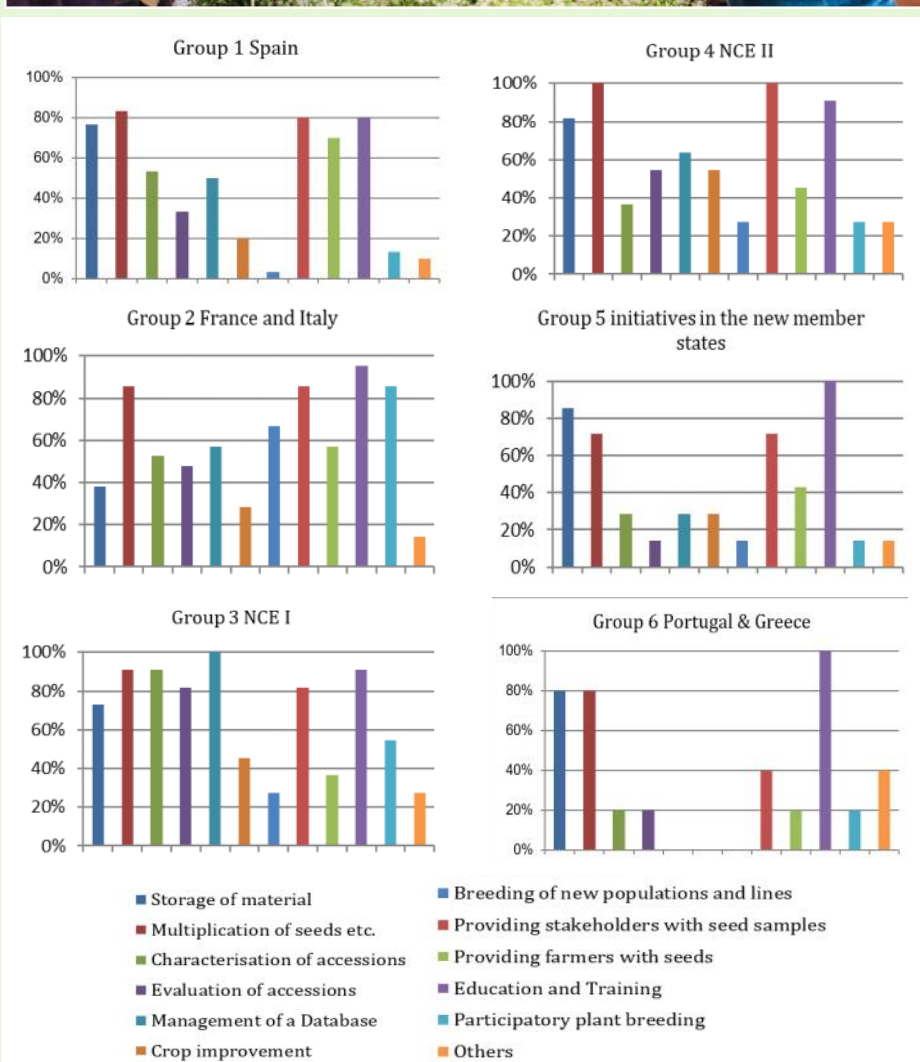 Group 1 Spain
100%
80%
60%
40%
20%
0%
Group 4 NCE II
100%
80%
60%
40%
20%
0%
Group 2 France and Italy
100%
80%
60%
40%
20%
0%
Group 5 initiatives in the new member
states
100%
80%
60%
40%
20%
0%
Group 3 NCE I
100%
80%
60%
40%
20%
0%
Group 6 Portugal & Greece
100%
80%
60%
40%
20%
0%
Storage of material
Multiplication of seeds etc.
Characterisation of accessions
Evaluation of accessions
Management of a Database
Crop improvement
Breeding of new populations and lines
Providing stakeholders with seed samples
Providing farmers with seeds
Education and Training
Participatory plant breeding
Others